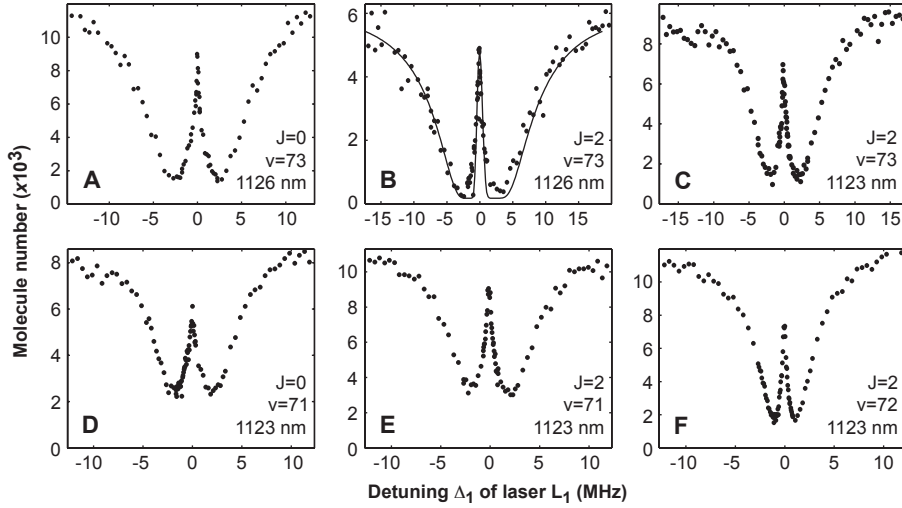 Molecule number (x10³)
12
10
8
6
4
2
0
-10
-5
0
5
10
A
J=0
v=73
1126 nm
6
4
2
0
-15
-10
-5
0
5
10
15
20
B
J=2
v=73
1126 nm
8
6
4
2
0
-15
-10
-5
0
5
10
15
C
J=2
v=73
1123 nm
8
6
4
2
0
-10
-5
0
5
10
D
J=0
v=71
1123 nm
10
8
6
4
2
0
-10
-5
0
5
10
E
J=2
v=71
1123 nm
10
8
6
4
2
0
-10
-5
0
5
10
F
J=2
v=72
1123 nm
Detuning Δ₁ of laser L₁ (MHz)